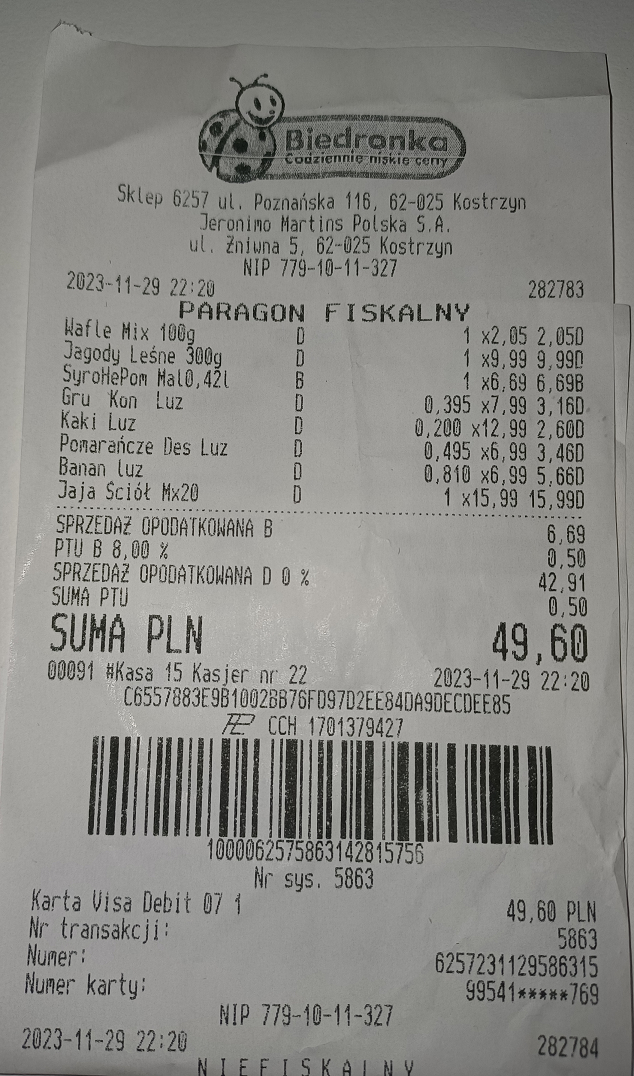 Biedronka
Codziennie niskie ceny
Sklep 6257 ul. Poznańska 116, 62-025 Kostrzyn
Jeronimo Martins Polska S.A.
ul. Żniwna 5, 62-025 Kostrzyn
NIP 779-10-11-327
2023-11-29 22:20 282783
PARAGON FISKALNY
Wafle Mix 100g D 1 x2,05 2,05D
Jagody Leśne 300g D 1 x9,99 9,99D
SyroHePom Mal0,42l B 1 x6,69 6,69B
Gru Kon Luz D 0,395 x7,99 3,16D
Kaki Luz D 0,200 x12,99 2,60D
Pomarańcze Des Luz D 0,495 x6,99 3,46D
Banan luz D 0,810 x6,99 5,66D
Jaja Ściół Mx20 D 1 x15,99 15,99D
SPRZEDAŻ OPODATKOWANA B 6,69
PTU B 8,00 % 0,50
SPRZEDAŻ OPODATKOWANA D 0 % 42,91
SUMA PTU 0,50
SUMA PLN 49,60
00091 #Kasa 15 Kasjer nr 22 2023-11-29 22:20
C6557883E9B1002BB76FD97D2EE84DA9DECDEE85
CCH 1701379427
1000062575863142815756
Nr sys. 5863
Karta Visa Debit 07 1 49,60 PLN
Nr transakcji: 5863
Numer: 6257231129586315
Numer karty: 99541*****769
NIP 779-10-11-327
2023-11-29 22:20 282784
NIEFISKALNY